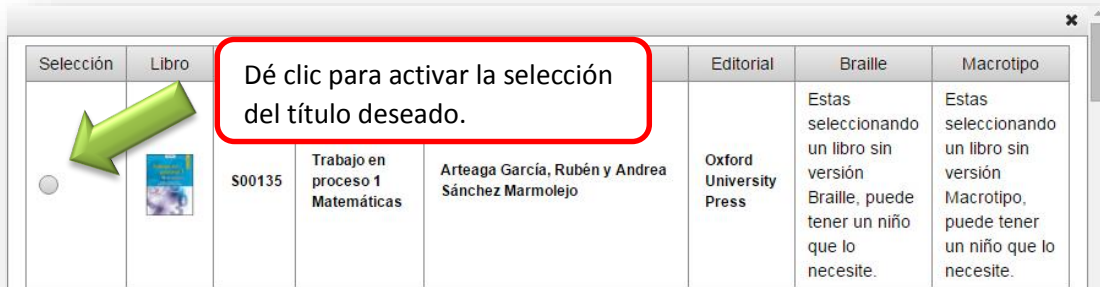 Selección Libro Editorial Braille Macrotipo
Dé clic para activar la selección
del título deseado.
S00135
Trabajo en
proceso 1
Matemáticas
Arteaga García, Rubén y Andrea
Sánchez Marmolejo
Oxford
University
Press
Estas
seleccionando
un libro sin
versión
Braille, puede
tener un niño
que lo
necesite.
Estas
seleccionando
un libro sin
versión
Macrotipo,
puede tener
un niño que lo
necesite.